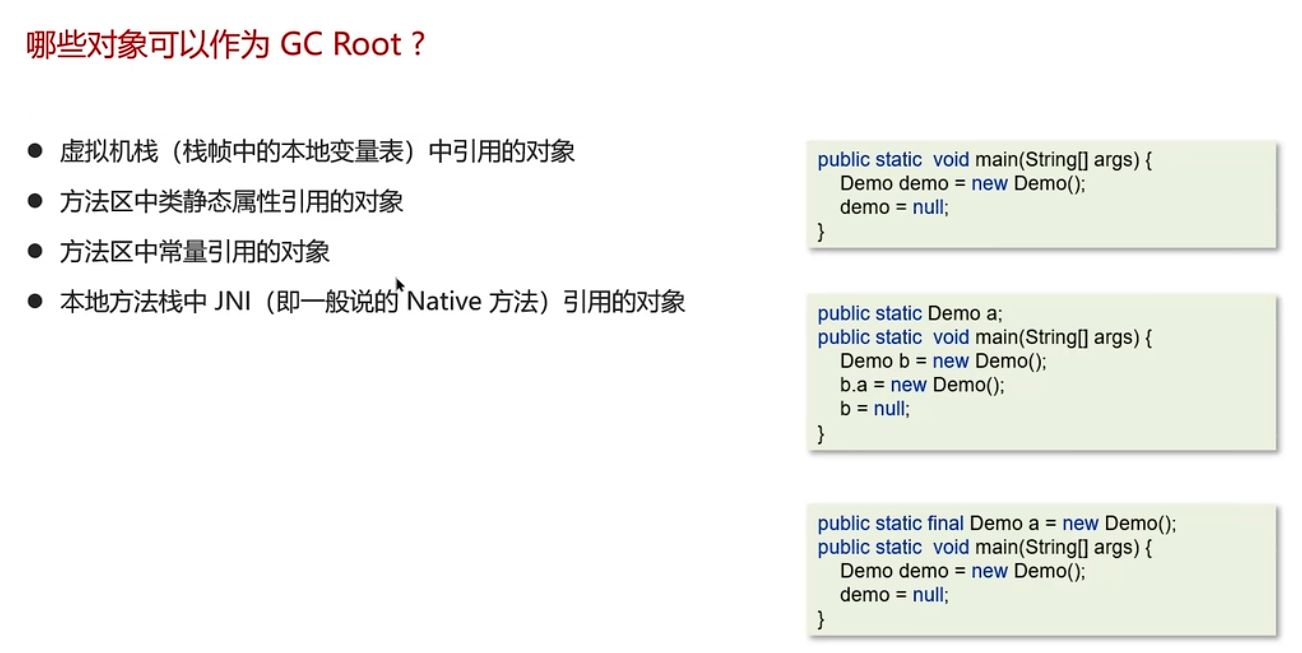 哪些对象可以作为 GC Root ?
● 虚拟机栈（栈帧中的本地变量表）中引用的对象
● 方法区中类静态属性引用的对象
● 方法区中常量引用的对象
● 本地方法栈中 JNI（即一般说的 Native 方法）引用的对象
public static  void main(String[] args) {
    Demo demo = new Demo();
    demo = null;
}
public static Demo a;
public static  void main(String[] args) {
    Demo b = new Demo();
    b.a = new Demo();
    b = null;
}
public static final Demo a = new Demo();
public static  void main(String[] args) {
    Demo demo = new Demo();
    demo = null;
}